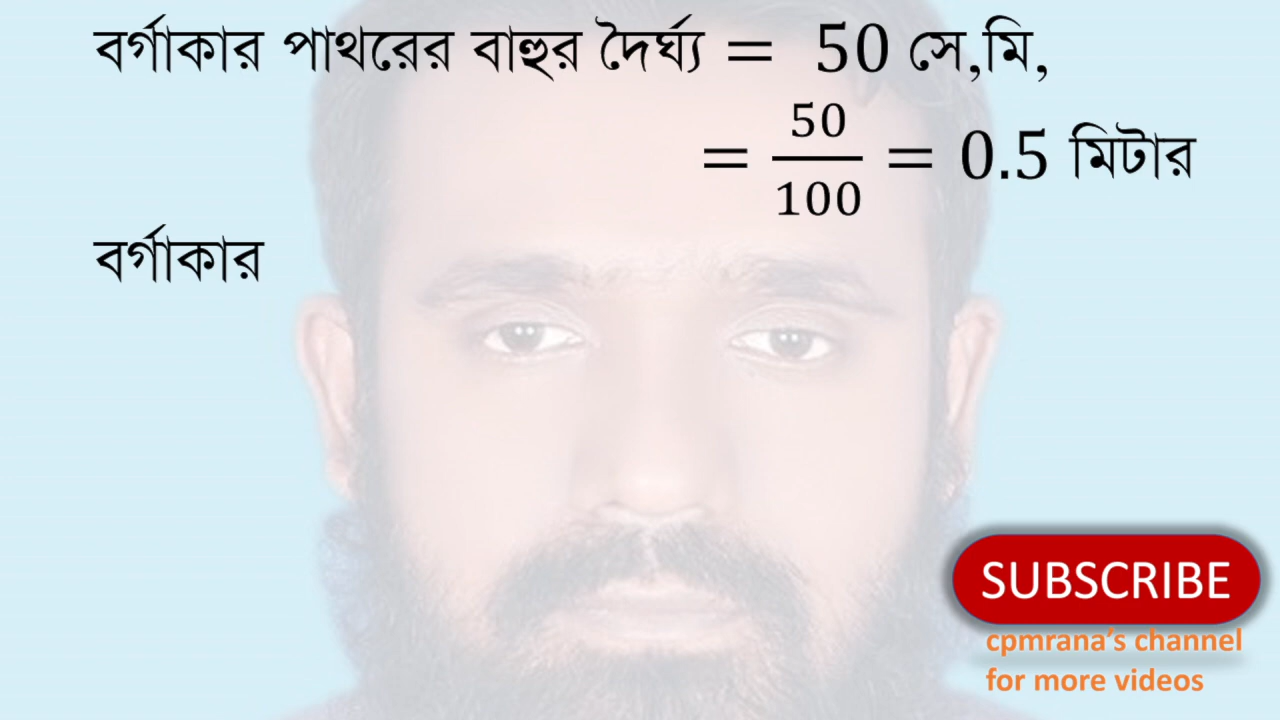 বর্গাকার পাথরের বাহুর দৈর্ঘ্য = 50 সে,মি,
= 50/100 = 0.5 মিটার
বর্গাকার
SUBSCRIBE
cpmrana's channel
for more videos